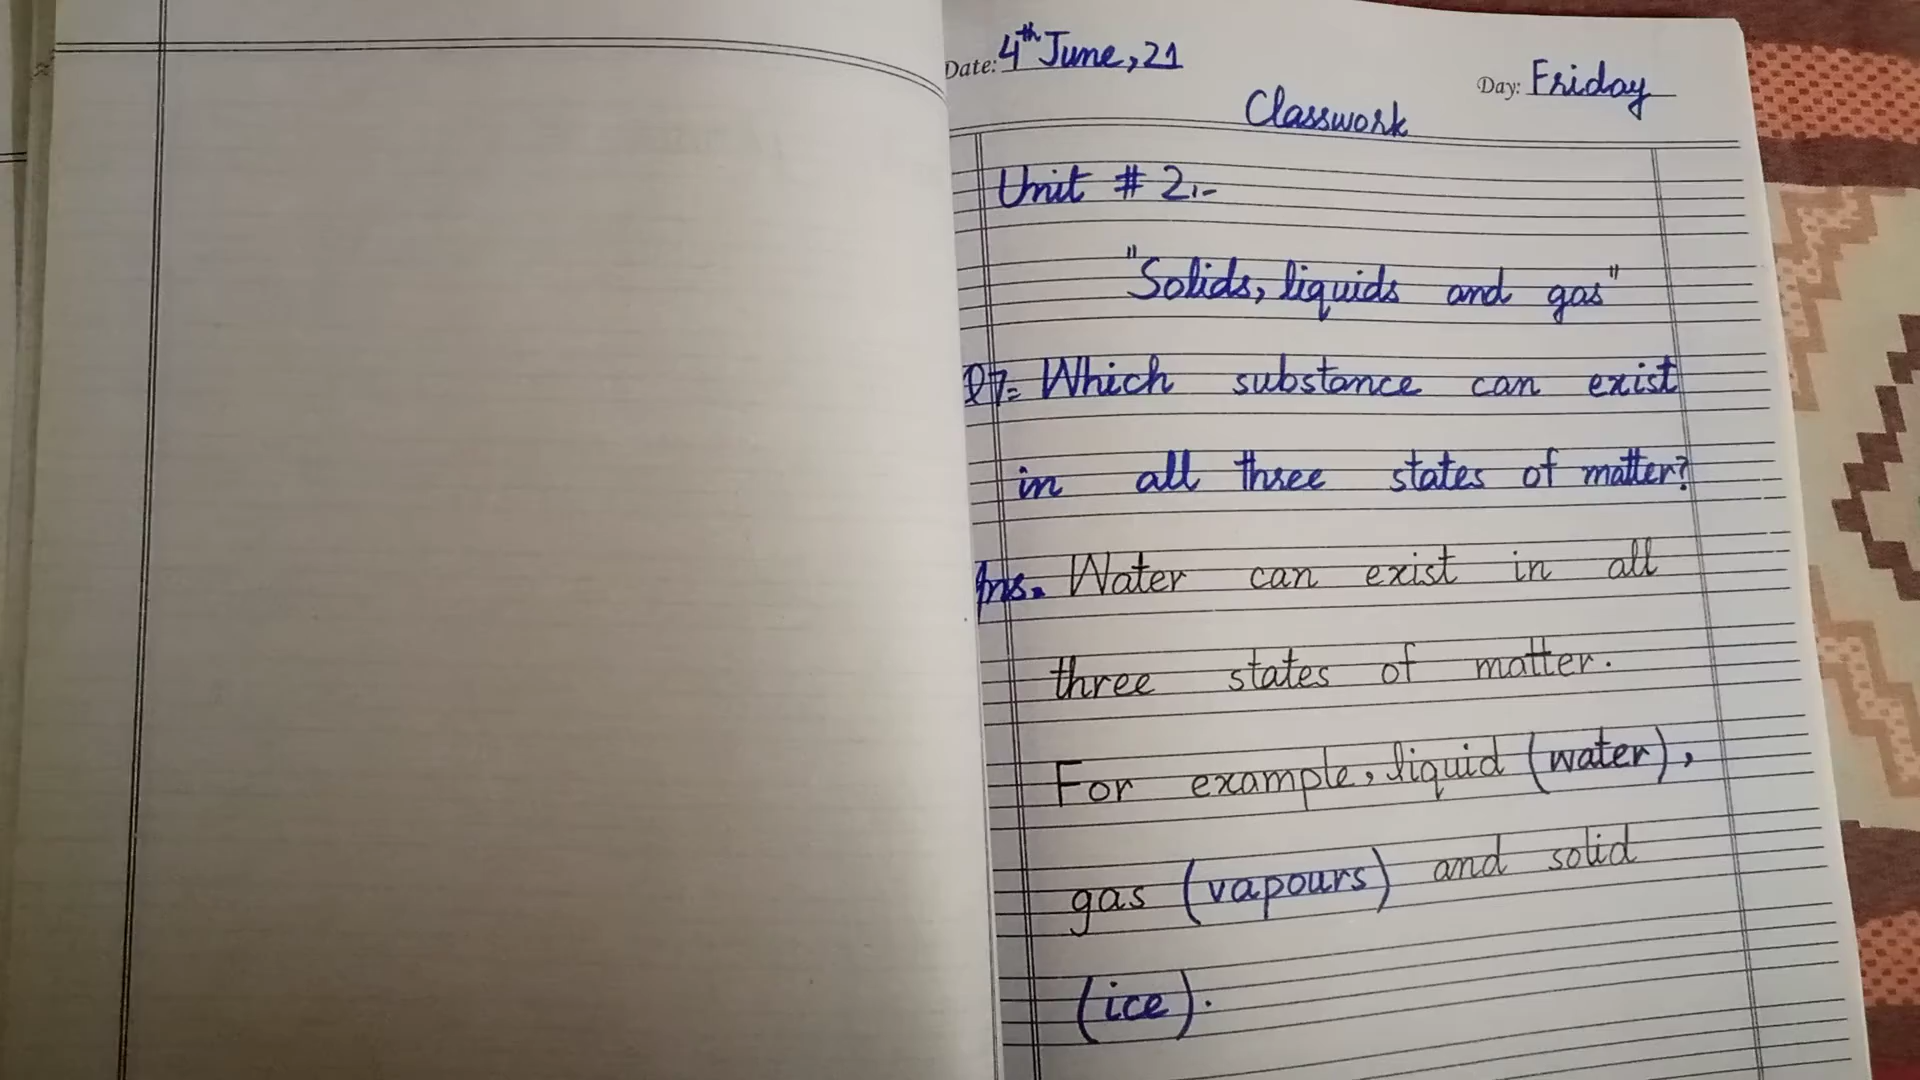 Date: 4th June, 21
Day: Friday
Classwork
Unit # 2:-
"Solids, liquids and gas"
Q7= Which substance can exist
in all three states of matter?
Ans. Water can exist in all
three states of matter.
For example, liquid (water),
gas (vapours) and solid
(ice).